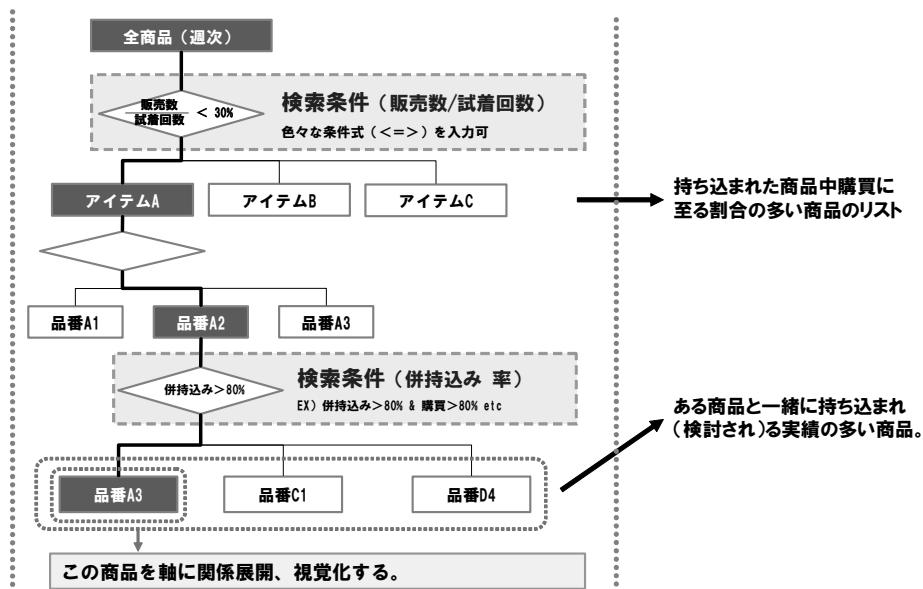 全商品（週次）
販売数
試着回数
< 30%
検索条件（販売数/試着回数）
色々な条件式（<=>）を入力可
アイテムA
アイテムB
アイテムC
持ち込まれた商品中購買に
至る割合の多い商品のリスト
品番A1
品番A2
品番A3
併持込み>80%
検索条件（併持込み 率）
EX）併持込み>80% & 購買>80% etc
ある商品と一緒に持ち込まれ
（検討され）る実績の多い商品。
品番A3
品番C1
品番D4
この商品を軸に関係展開、視覚化する。